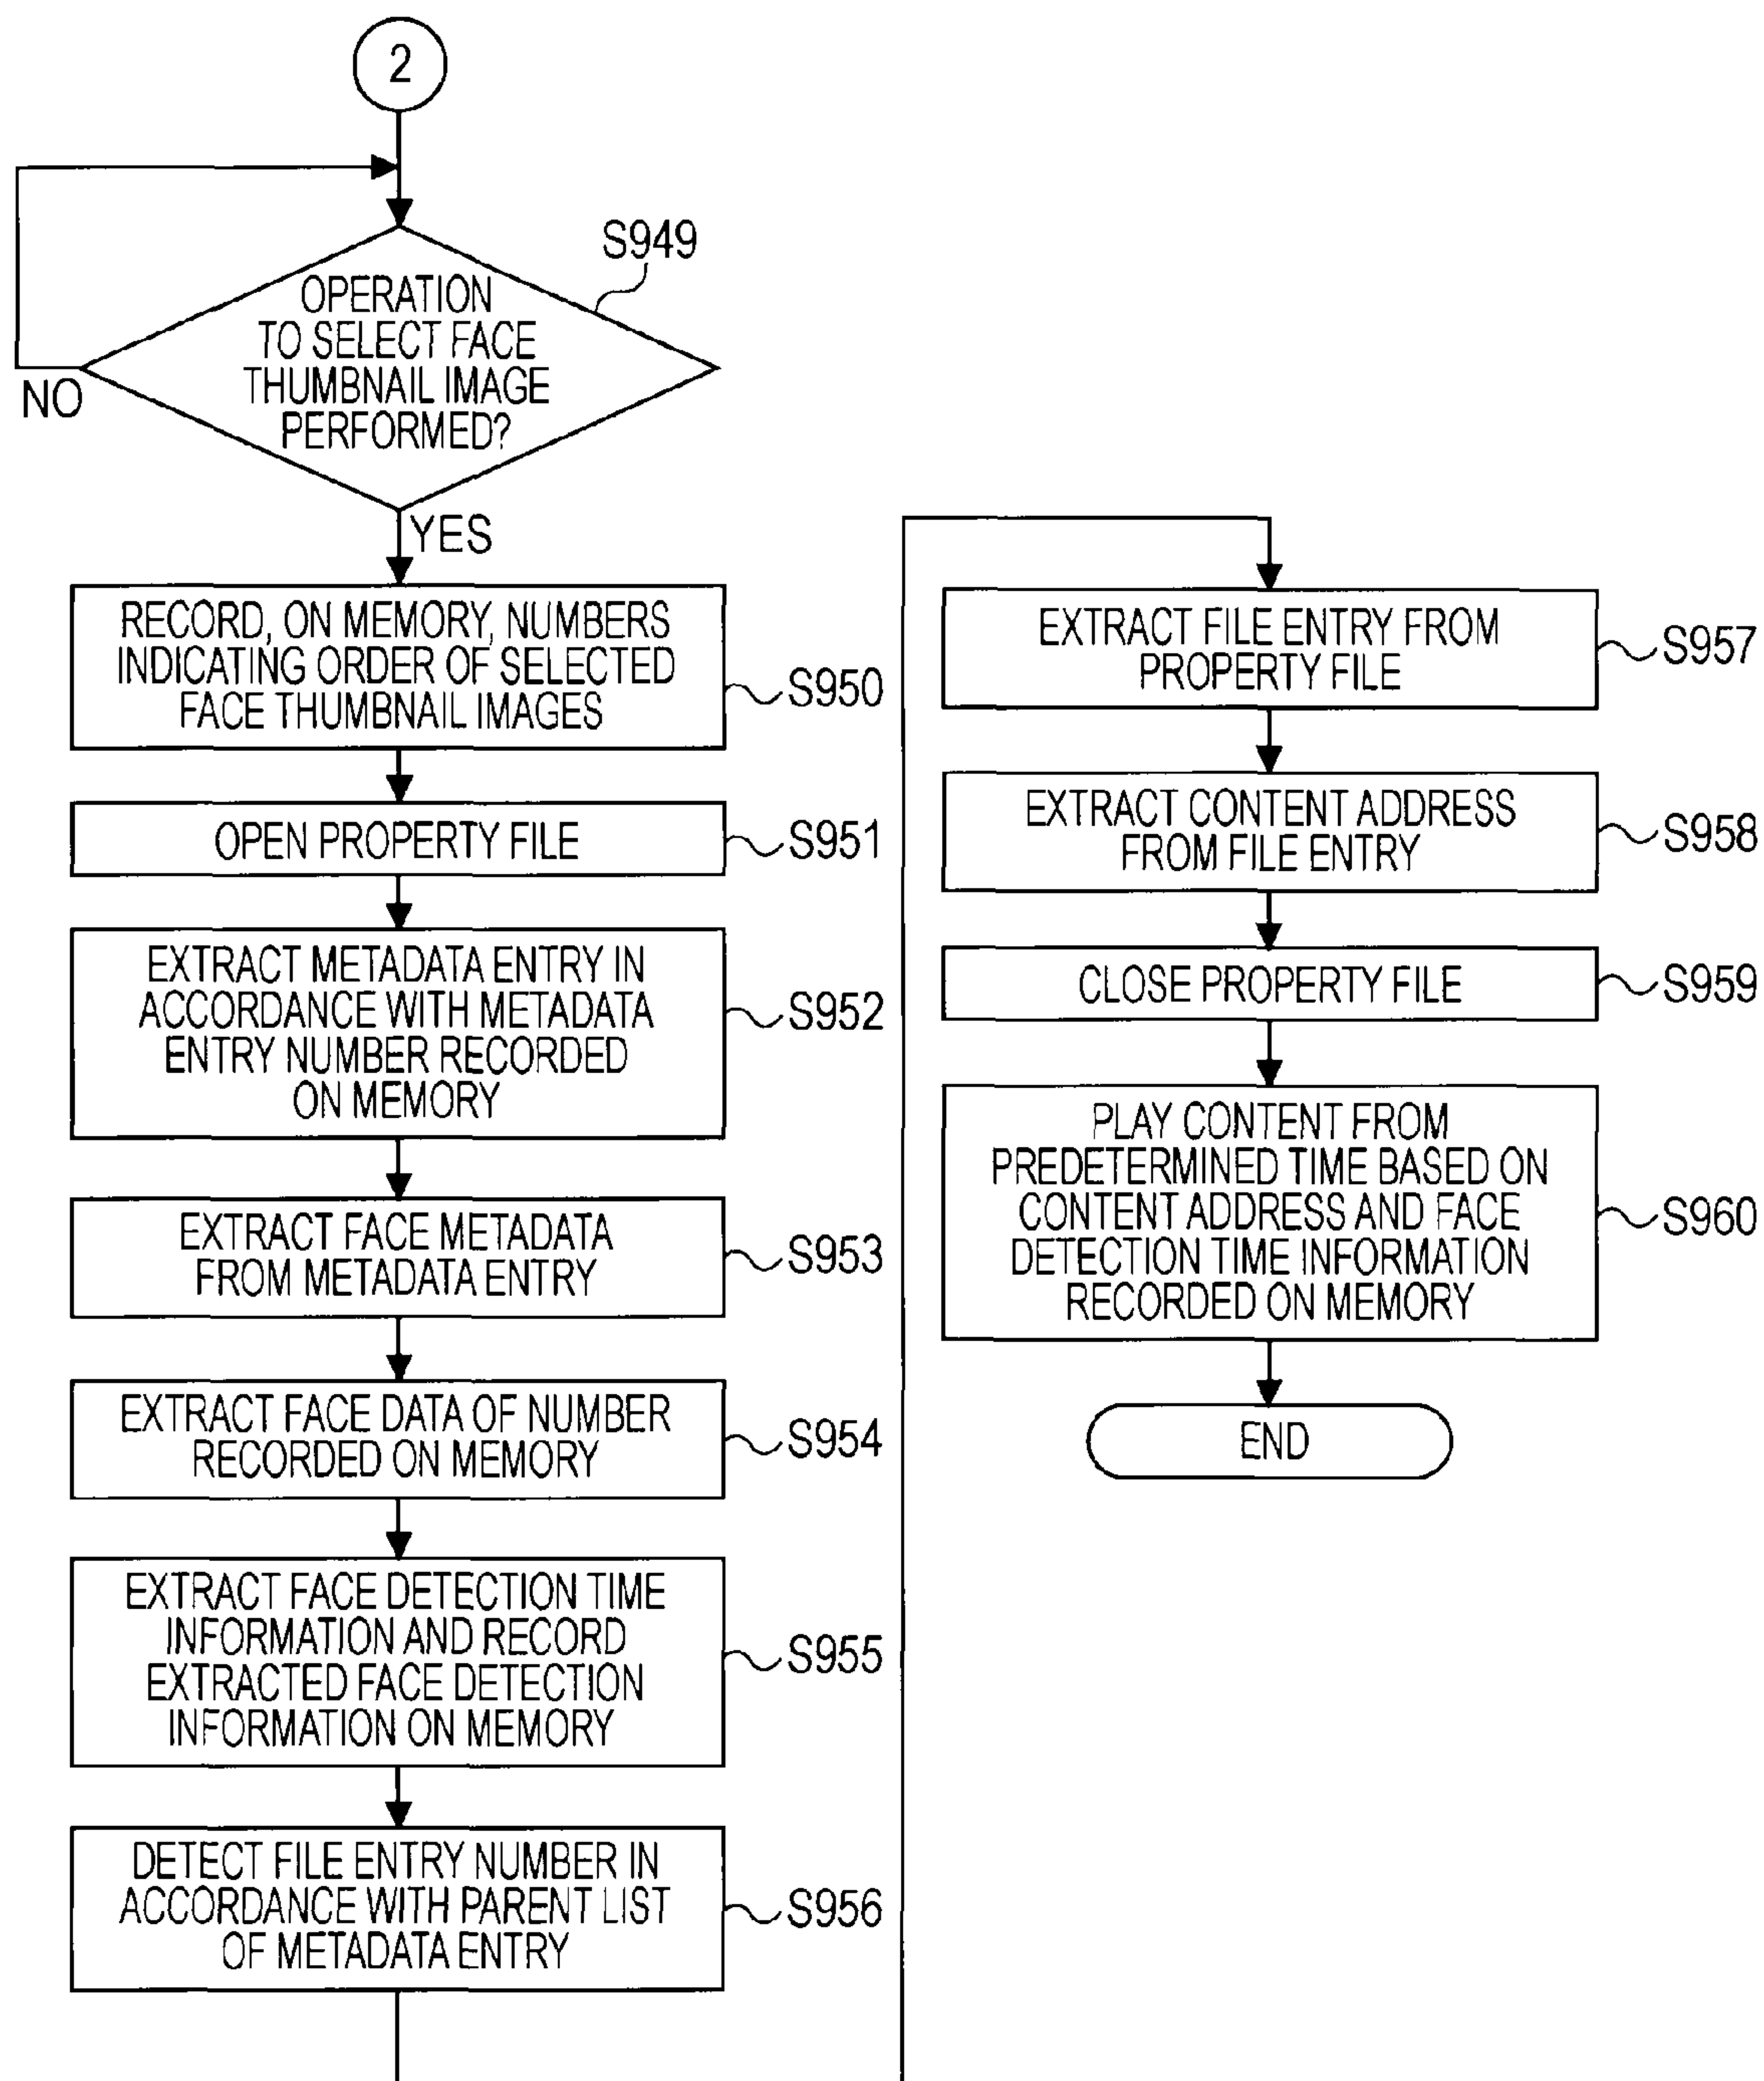 2
S949
OPERATION
TO SELECT FACE
THUMBNAIL IMAGE
PERFORMED?
NO
YES
RECORD, ON MEMORY, NUMBERS
INDICATING ORDER OF SELECTED
FACE THUMBNAIL IMAGES
S950
OPEN PROPERTY FILE
S951
EXTRACT METADATA ENTRY IN
ACCORDANCE WITH METADATA
ENTRY NUMBER RECORDED
ON MEMORY
S952
EXTRACT FACE METADATA
FROM METADATA ENTRY
S953
EXTRACT FACE DATA OF NUMBER
RECORDED ON MEMORY
S954
EXTRACT FACE DETECTION TIME
INFORMATION AND RECORD
EXTRACTED FACE DETECTION
INFORMATION ON MEMORY
S955
DETECT FILE ENTRY NUMBER IN
ACCORDANCE WITH PARENT LIST
OF METADATA ENTRY
S956
EXTRACT FILE ENTRY FROM
PROPERTY FILE
S957
EXTRACT CONTENT ADDRESS
FROM FILE ENTRY
S958
CLOSE PROPERTY FILE
S959
PLAY CONTENT FROM
PREDETERMINED TIME BASED ON
CONTENT ADDRESS AND FACE
DETECTION TIME INFORMATION
RECORDED ON MEMORY
S960
END